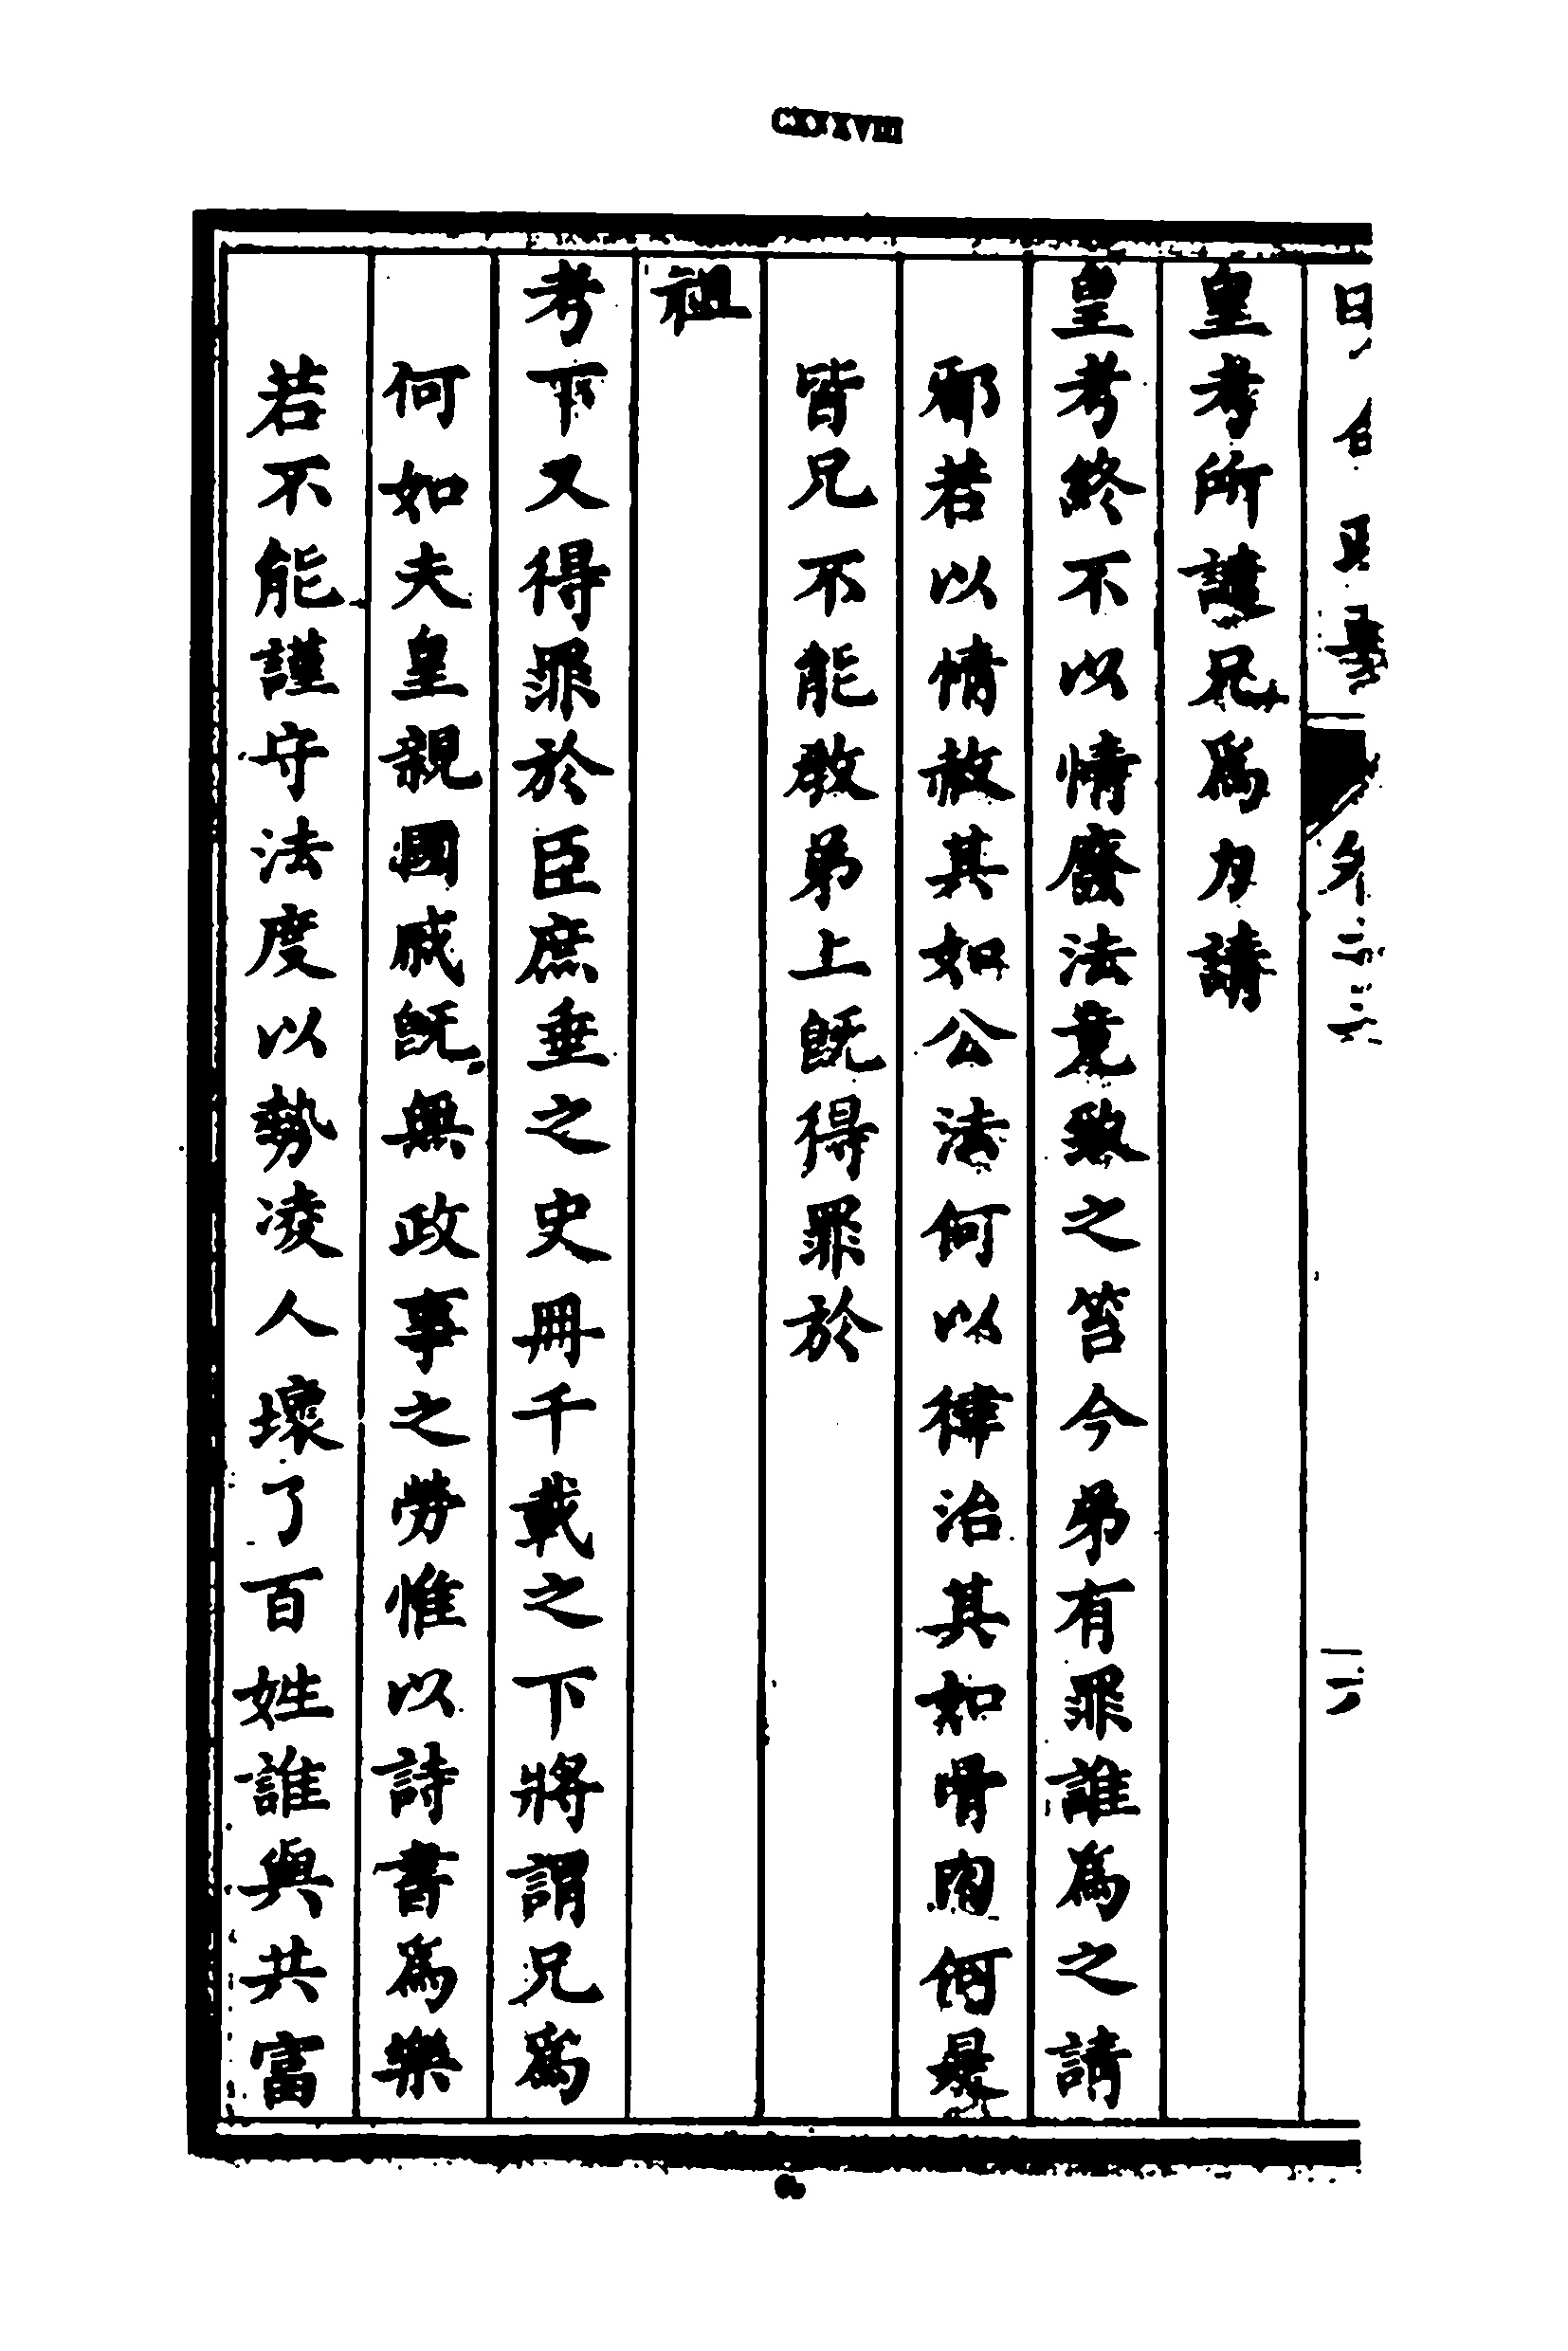 CXXXVIII
皇考所譴兄爲力請
皇考終不以情廢法竟致之笞今弟有罪誰爲之請
耶若以情赦其如公法何以律治其如骨肉何是
皆兄不能教弟上既得罪於
祖
考下又得罪於臣庶垂之史冊千載之下將謂兄爲
何如夫皇親國戚既無政事之勞惟以詩書爲樂
若不能謹守法度以勢凌人壞了百姓誰與共富